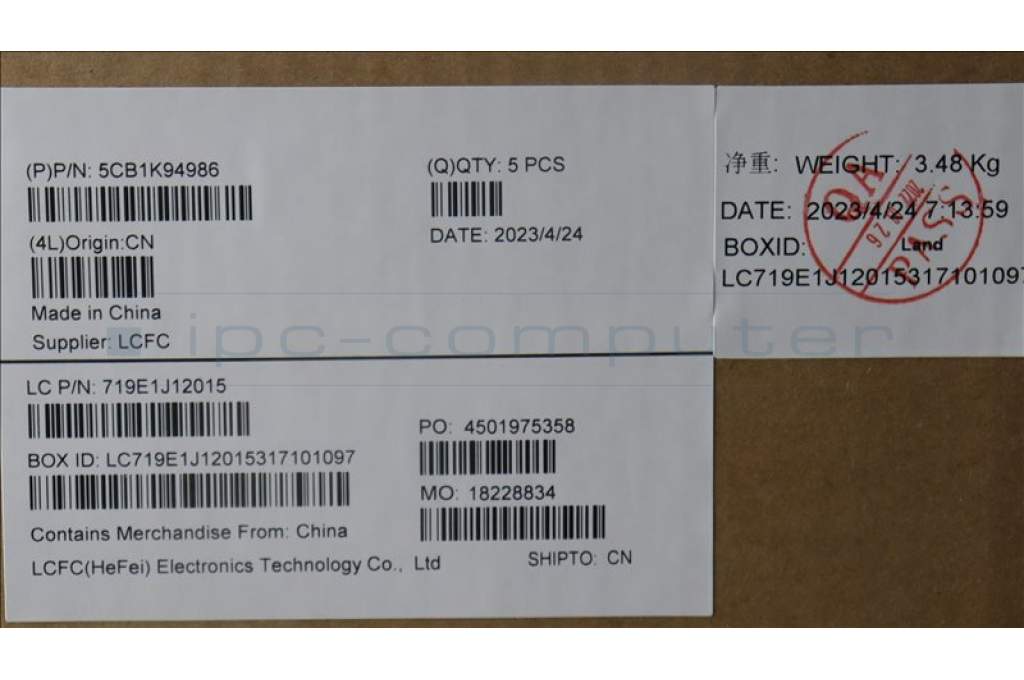 (P)P/N: 5CB1K94986
(Q)QTY: 5 PCS
(4L)Origin:CN
DATE: 2023/4/24
Made in China
Supplier: LCFC
净重: WEIGHT: 3.48 Kg
DATE: 2023/4/24 7:13:59
BOXID: Land
LC719E1J12015317101097
QA
PASS
ipc-computer
LC P/N: 719E1J12015
PO: 4501975358
BOX ID: LC719E1J12015317101097
MO: 18228834
Contains Merchandise From: China
LCFC(HeFei) Electronics Technology Co., Ltd
SHIPTO: CN